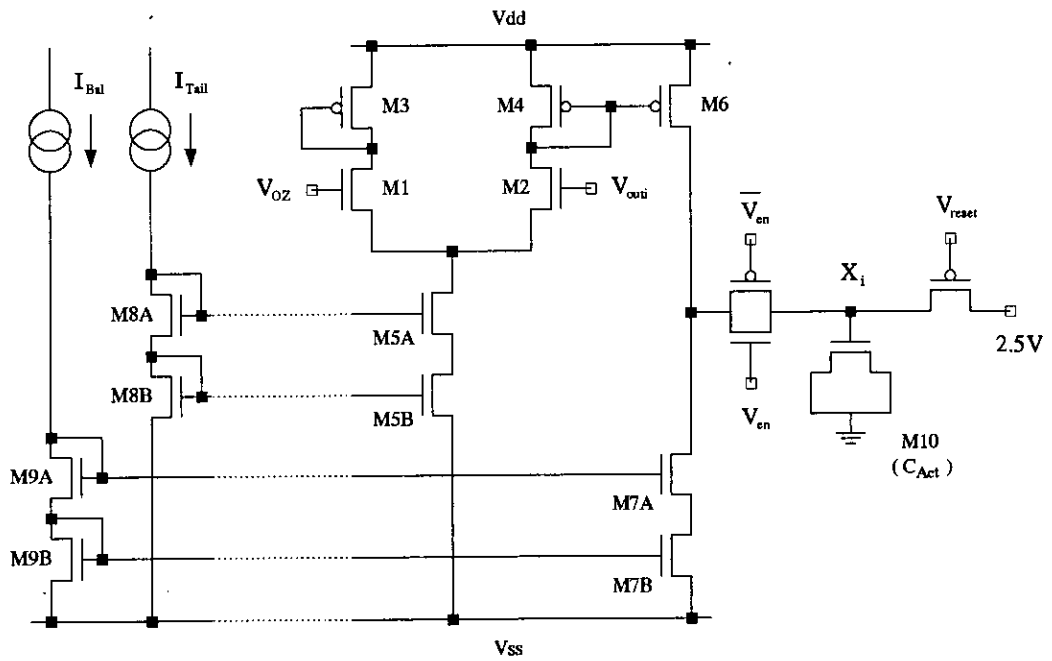 Vdd
I_Bal
I_Tail
M3
M4
M6
V_OZ
M1
M2
V_outi
V̅_en
V_reset
X_i
M8A
M5A
2.5V
M8B
M5B
V_en
M10
( C_Act )
M9A
M7A
M9B
M7B
Vss